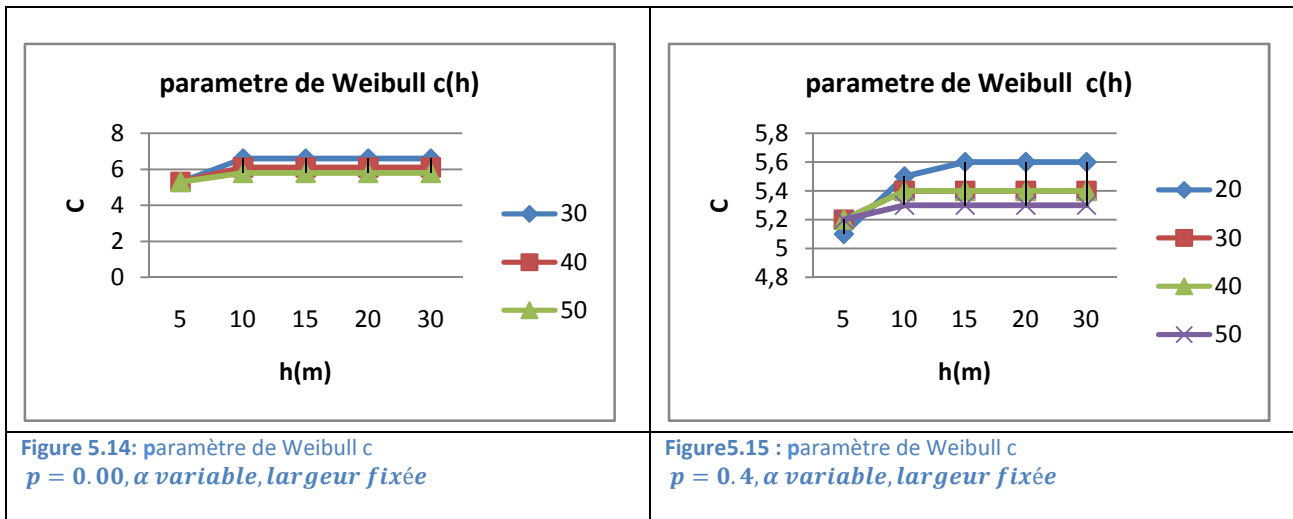 parametre de Weibull c(h)
C
8
6
4
2
0
5 10 15 20 30
h(m)
30
40
50
Figure 5.14: paramètre de Weibull c
p = 0.00, α variable, largeur fixée
parametre de Weibull c(h)
C
5,8
5,6
5,4
5,2
5
4,8
5 10 15 20 30
h(m)
20
30
40
50
Figure5.15 : paramètre de Weibull c
p = 0.4, α variable, largeur fixée